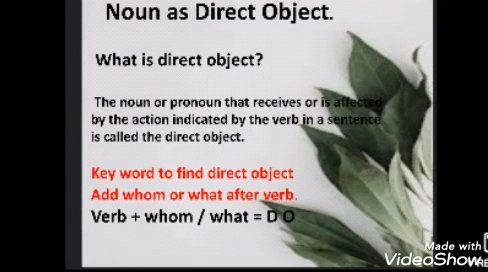 Noun as Direct Object.
What is direct object?
The noun or pronoun that receives or is affected
by the action indicated by the verb in a sentence
is called the direct object.
Key word to find direct object
Add whom or what after verb.
Verb + whom / what = D O
Made with
VideoShow